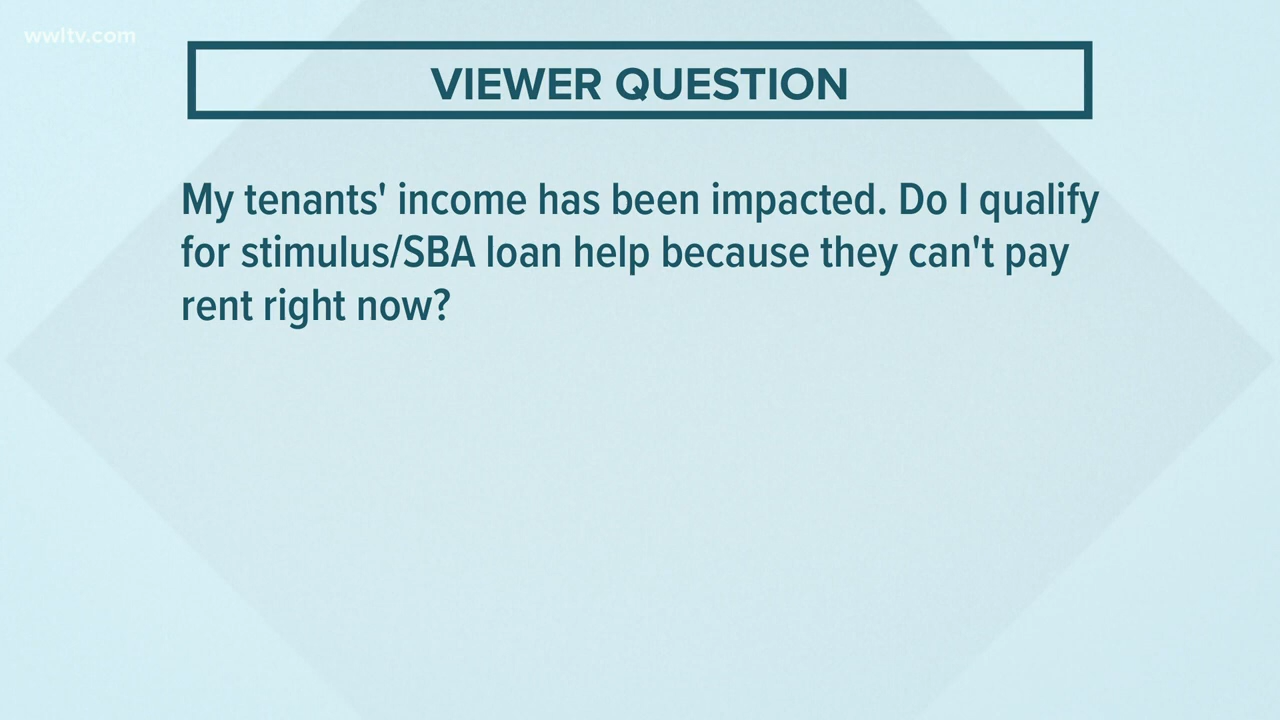 wwltv.com
VIEWER QUESTION
My tenants' income has been impacted. Do I qualify
for stimulus/SBA loan help because they can't pay
rent right now?